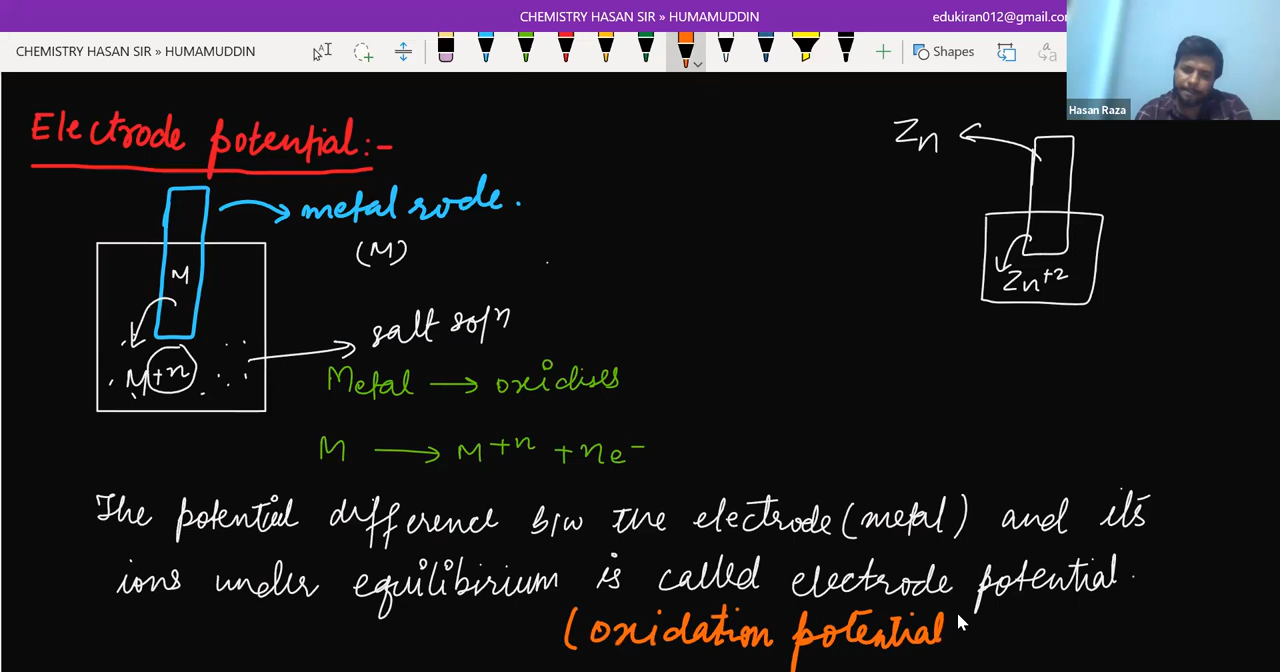 CHEMISTRY HASAN SIR » HUMAMUDDIN
edukiran012@gmail.co
CHEMISTRY HASAN SIR » HUMAMUDDIN
Shapes
Hasan Raza
Electrode potential:-
Zn
metal rode.
(M)
M
Zn+2
salt sol n
M+n
Metal → oxidises
M → M+n + ne-
The potential difference b/w the electrode (metal) and its
ions under equilibirium is called electrode potential.
(oxidation potential